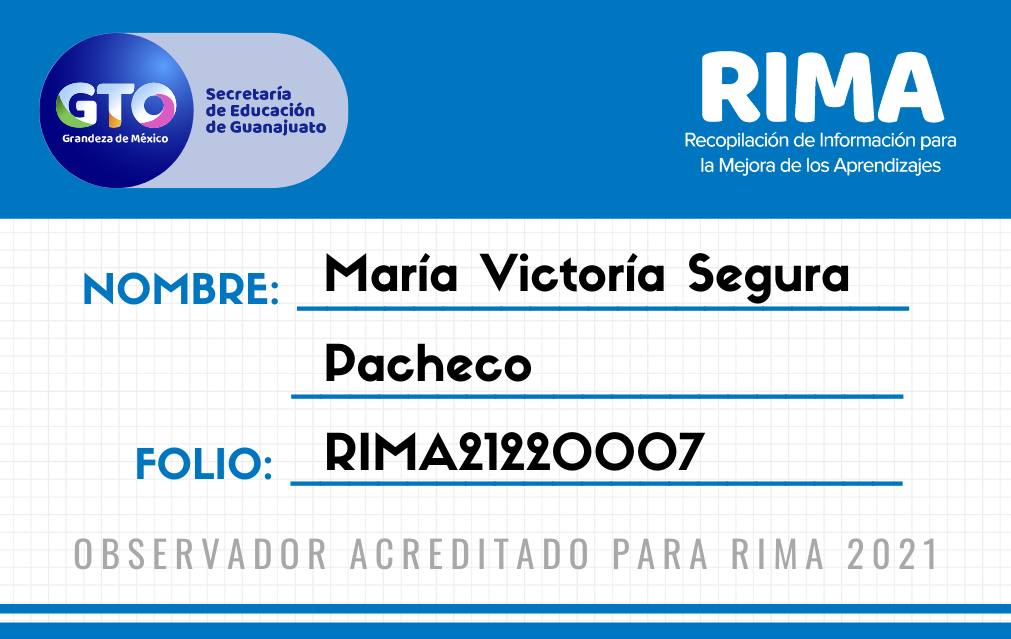 GTO
Grandeza de México
Secretaría
de Educación
de Guanajuato
RIMA
Recopilación de Información para
la Mejora de los Aprendizajes
NOMBRE: María Victoría Segura
Pacheco
FOLIO: RIMA21220007
OBSERVADOR ACREDITADO PARA RIMA 2021